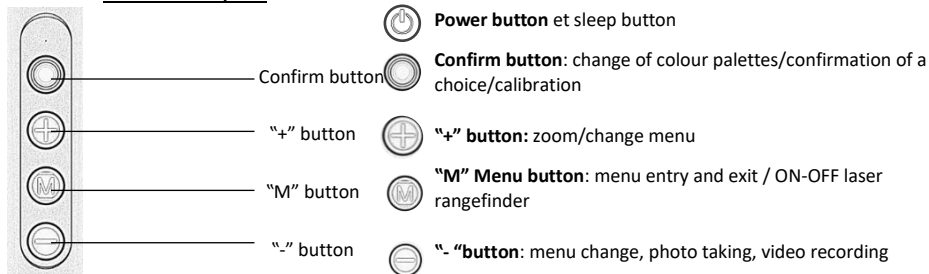 Power button et sleep button
Confirm button
Confirm button: change of colour palettes/confirmation of a
choice/calibration
"+" button
"+" button: zoom/change menu
"M" button
M
M
"M" Menu button: menu entry and exit / ON-OFF laser
rangefinder
"-" button
"- "button: menu change, photo taking, video recording